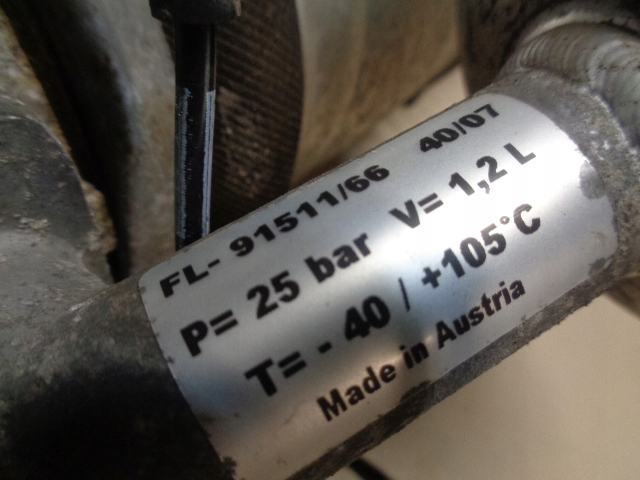 FL- 91511/66 40/07
P= 25 bar V= 1,2 L
T= - 40 / +105°C
Made in Austria